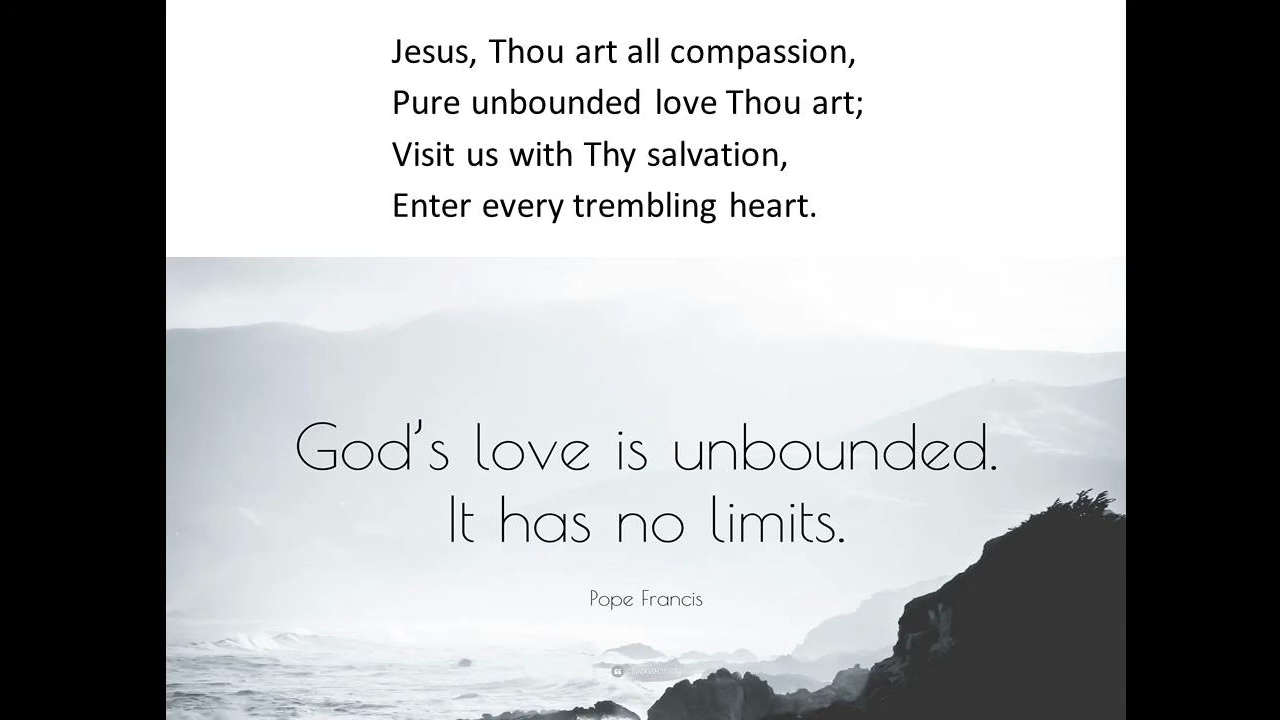 Jesus, Thou art all compassion,
Pure unbounded love Thou art;
Visit us with Thy salvation,
Enter every trembling heart.
God's love is unbounded.
It has no limits.
Pope Francis